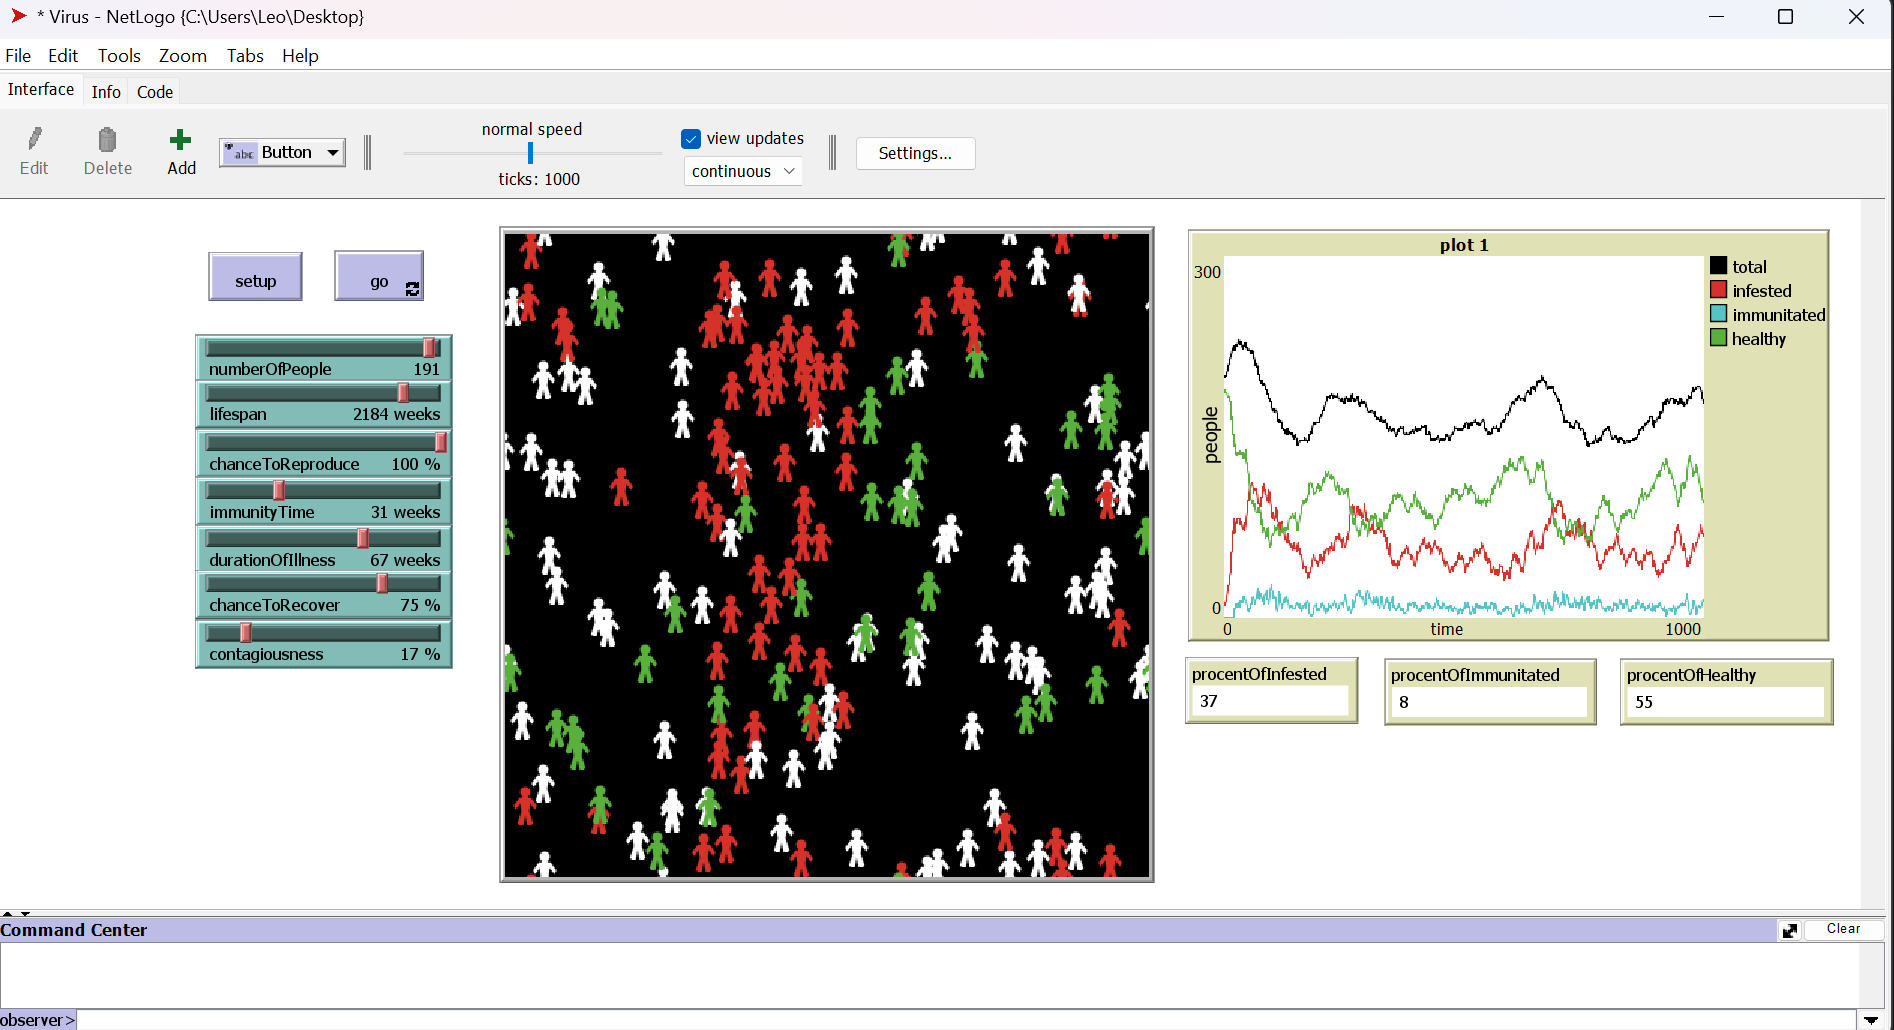 * Virus - NetLogo {C:\Users\Leo\Desktop}
File Edit Tools Zoom Tabs Help
Interface Info Code
Edit Delete Add abc Button normal speed ticks: 1000 view updates continuous Settings...
setup go
numberOfPeople 191
lifespan 2184 weeks
chanceToReproduce 100 %
immunityTime 31 weeks
durationOfIllness 67 weeks
chanceToRecover 75 %
contagiousness 17 %
plot 1
300
people
0
0 time 1000
total
infested
immunitated
healthy
procentOfInfested
37
procentOfImmunitated
8
procentOfHealthy
55
Command Center Clear
observer>